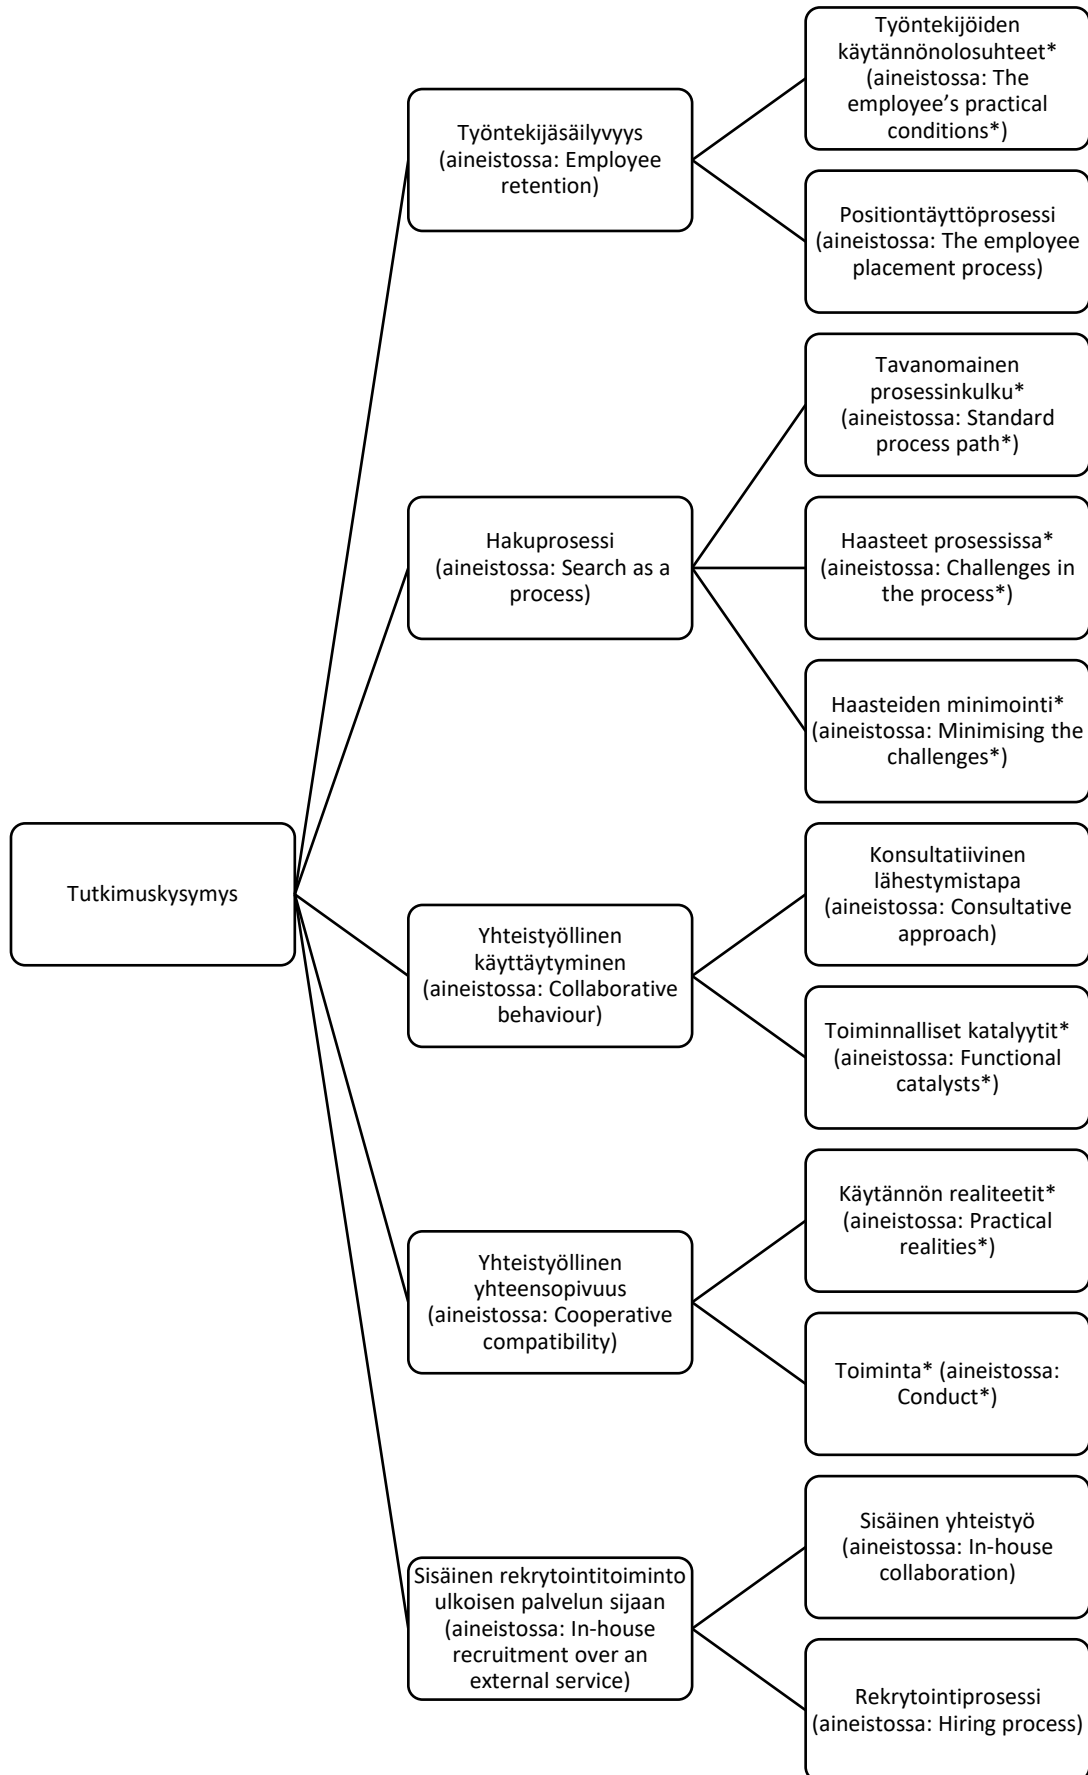 Työntekijöiden
käytännönolosuhteet*
(aineistossa: The
employee’s practical
conditions*)
Työntekijäsäilyvyys
(aineistossa: Employee
retention)
Positiontäyttöprosessi
(aineistossa: The employee
placement process)
Tavanomainen
prosessinkulku*
(aineistossa: Standard
process path*)
Hakuprosessi
(aineistossa: Search as a
process)
Haasteet prosessissa*
(aineistossa: Challenges in
the process*)
Haasteiden minimointi*
(aineistossa: Minimising the
challenges*)
Tutkimuskysymys
Konsultatiivinen
lähestymistapa
(aineistossa: Consultative
approach)
Yhteistyöllinen
käyttäytyminen
(aineistossa: Collaborative
behaviour)
Toiminnalliset katalyytit*
(aineistossa: Functional
catalysts*)
Käytännön realiteetit*
(aineistossa: Practical
realities*)
Yhteistyöllinen
yhteensopivuus
(aineistossa: Cooperative
compatibility)
Toiminta* (aineistossa:
Conduct*)
Sisäinen yhteistyö
(aineistossa: In-house
collaboration)
Sisäinen rekrytointitoiminto
ulkoisen palvelun sijaan
(aineistossa: In-house
recruitment over an
external service)
Rekrytointiprosessi
(aineistossa: Hiring process)